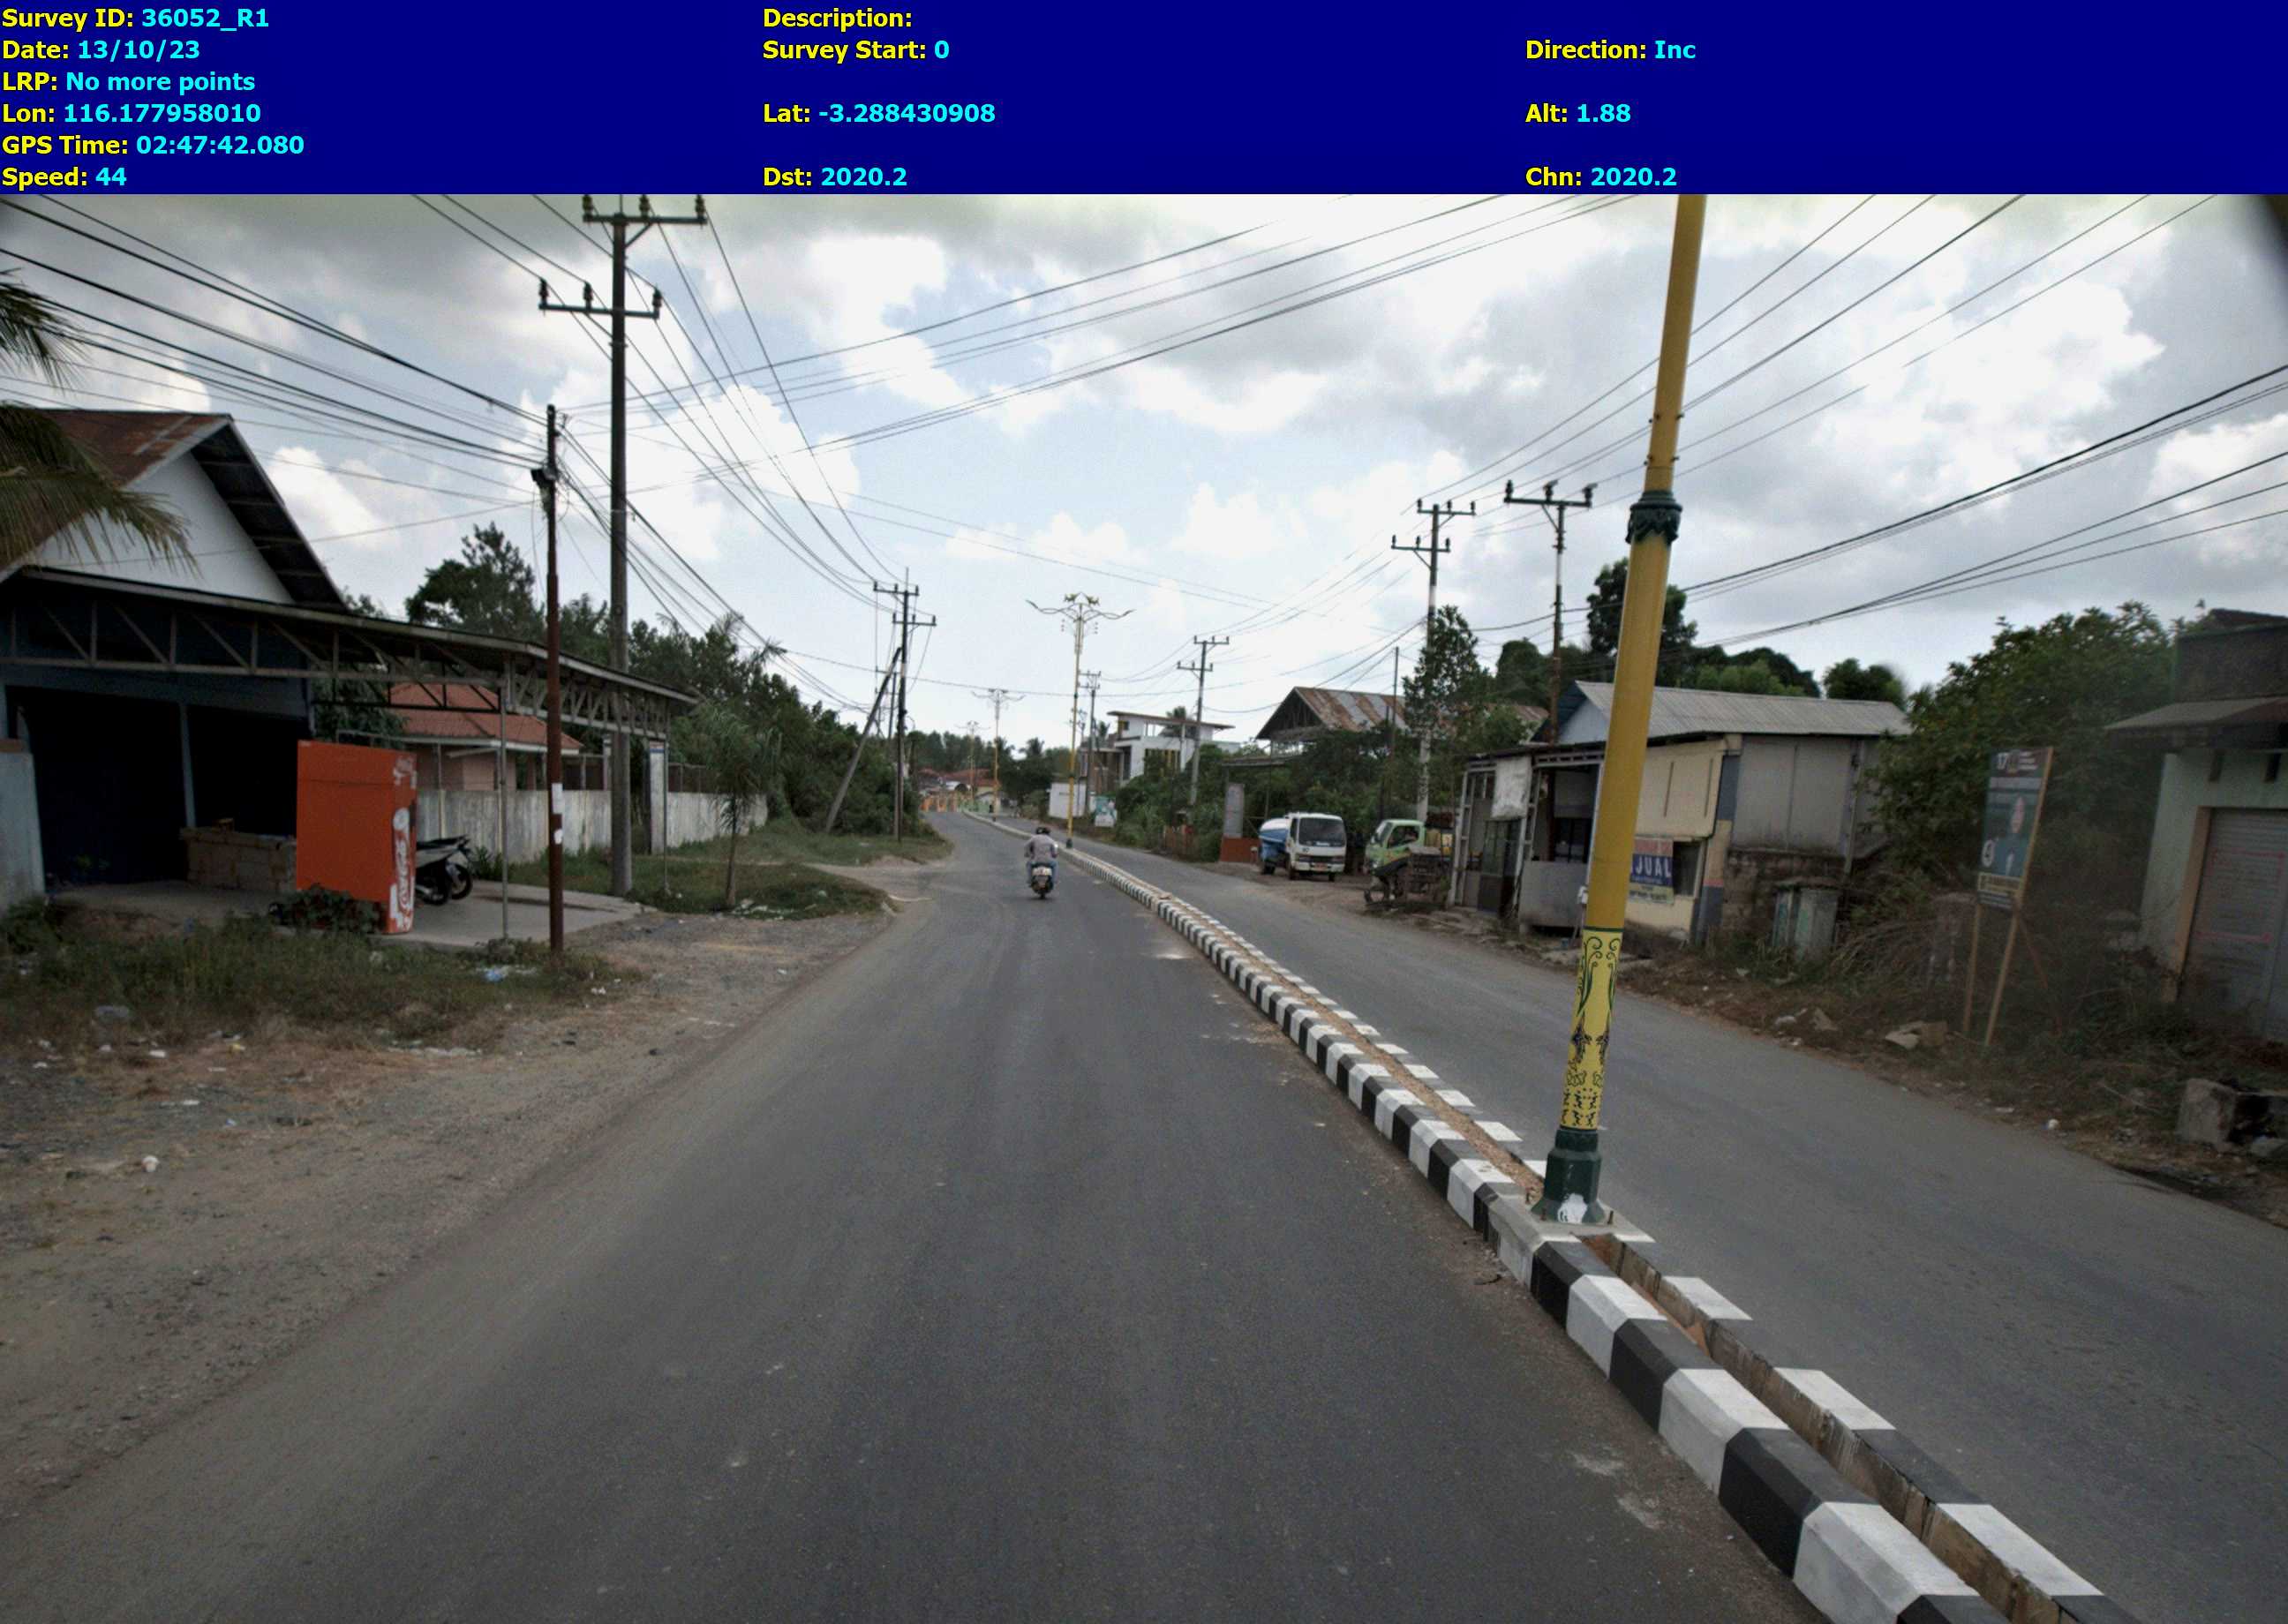 Survey ID: 36052_R1
Description:
Date: 13/10/23
Survey Start: 0
Direction: Inc
LRP: No more points
Lon: 116.177958010
Lat: -3.288430908
Alt: 1.88
GPS Time: 02:47:42.080
Speed: 44
Dst: 2020.2
Chn: 2020.2
JUAL
17